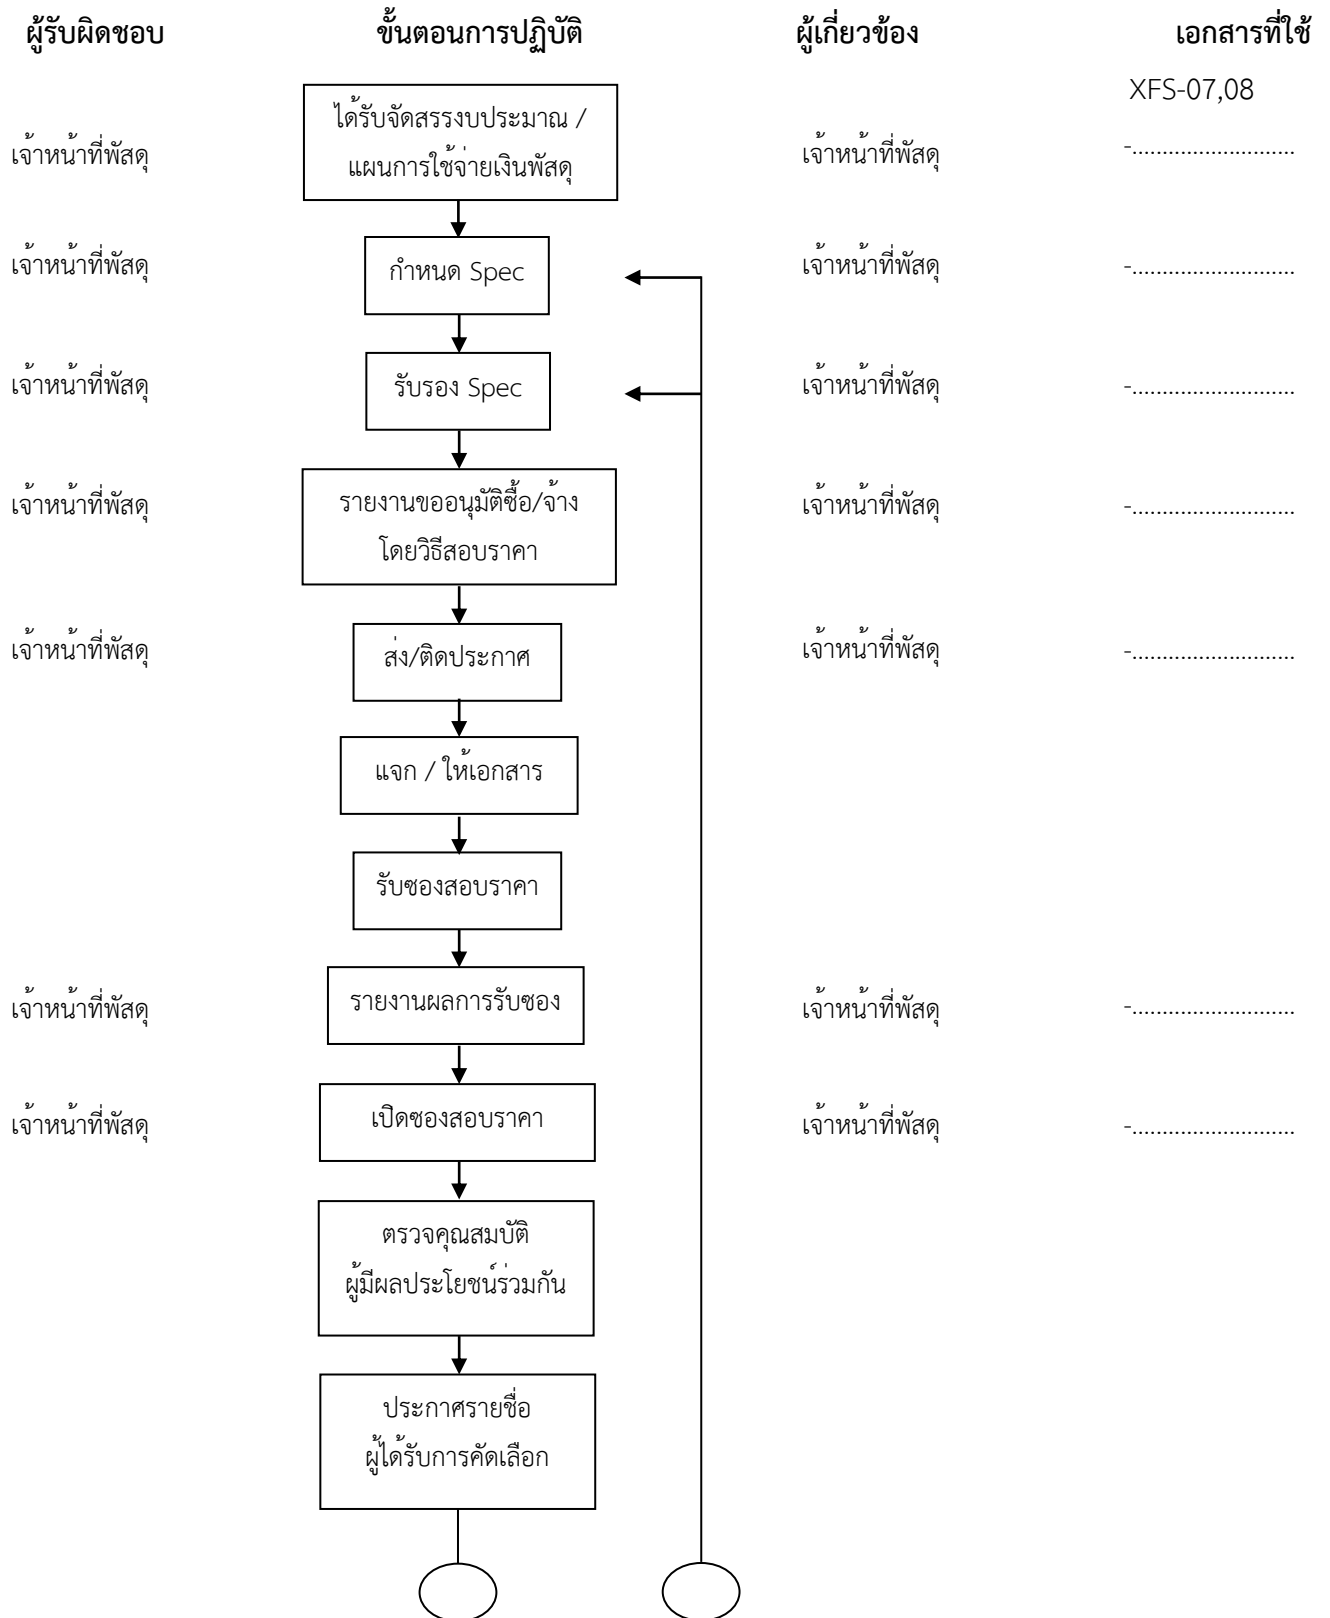 ผู้รับผิดชอบ ขั้นตอนการปฏิบัติ ผู้เกี่ยวข้อง เอกสารที่ใช้
XFS-07,08
ได้รับจัดสรรงบประมาณ /
แผนการใช้จ่ายเงินพัสดุ
เจ้าหน้าที่พัสดุ เจ้าหน้าที่พัสดุ -...........................
เจ้าหน้าที่พัสดุ กำหนด Spec เจ้าหน้าที่พัสดุ -...........................
เจ้าหน้าที่พัสดุ รับรอง Spec เจ้าหน้าที่พัสดุ -...........................
เจ้าหน้าที่พัสดุ รายงานขออนุมัติซื้อ/จ้าง เจ้าหน้าที่พัสดุ -...........................
โดยวิธีสอบราคา
เจ้าหน้าที่พัสดุ ส่ง/ติดประกาศ เจ้าหน้าที่พัสดุ -...........................
แจก / ให้เอกสาร
รับซองสอบราคา
เจ้าหน้าที่พัสดุ รายงานผลการรับซอง เจ้าหน้าที่พัสดุ -...........................
เจ้าหน้าที่พัสดุ เปิดซองสอบราคา เจ้าหน้าที่พัสดุ -...........................
ตรวจคุณสมบัติ
ผู้มีผลประโยชน์ร่วมกัน
ประกาศรายชื่อ
ผู้ได้รับการคัดเลือก